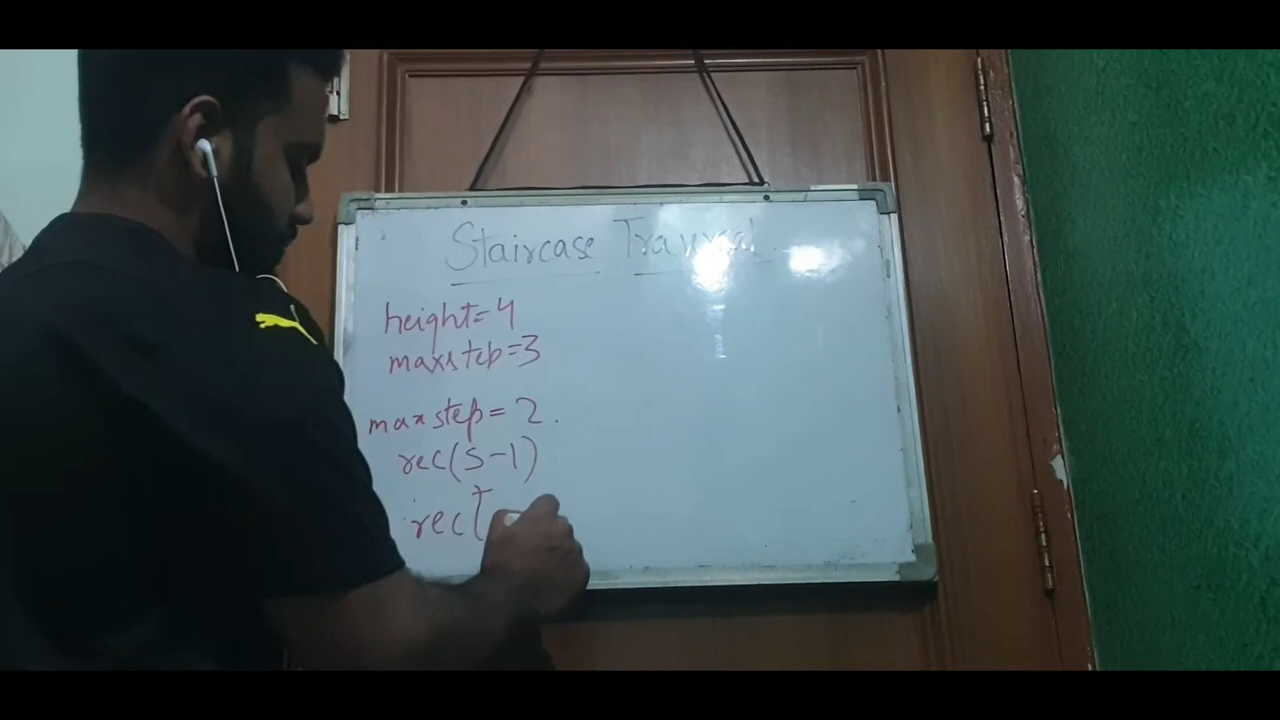 Staircase Traversal
height=4
maxstep=3
maxstep=2.
rec(s-1)
+
rec(